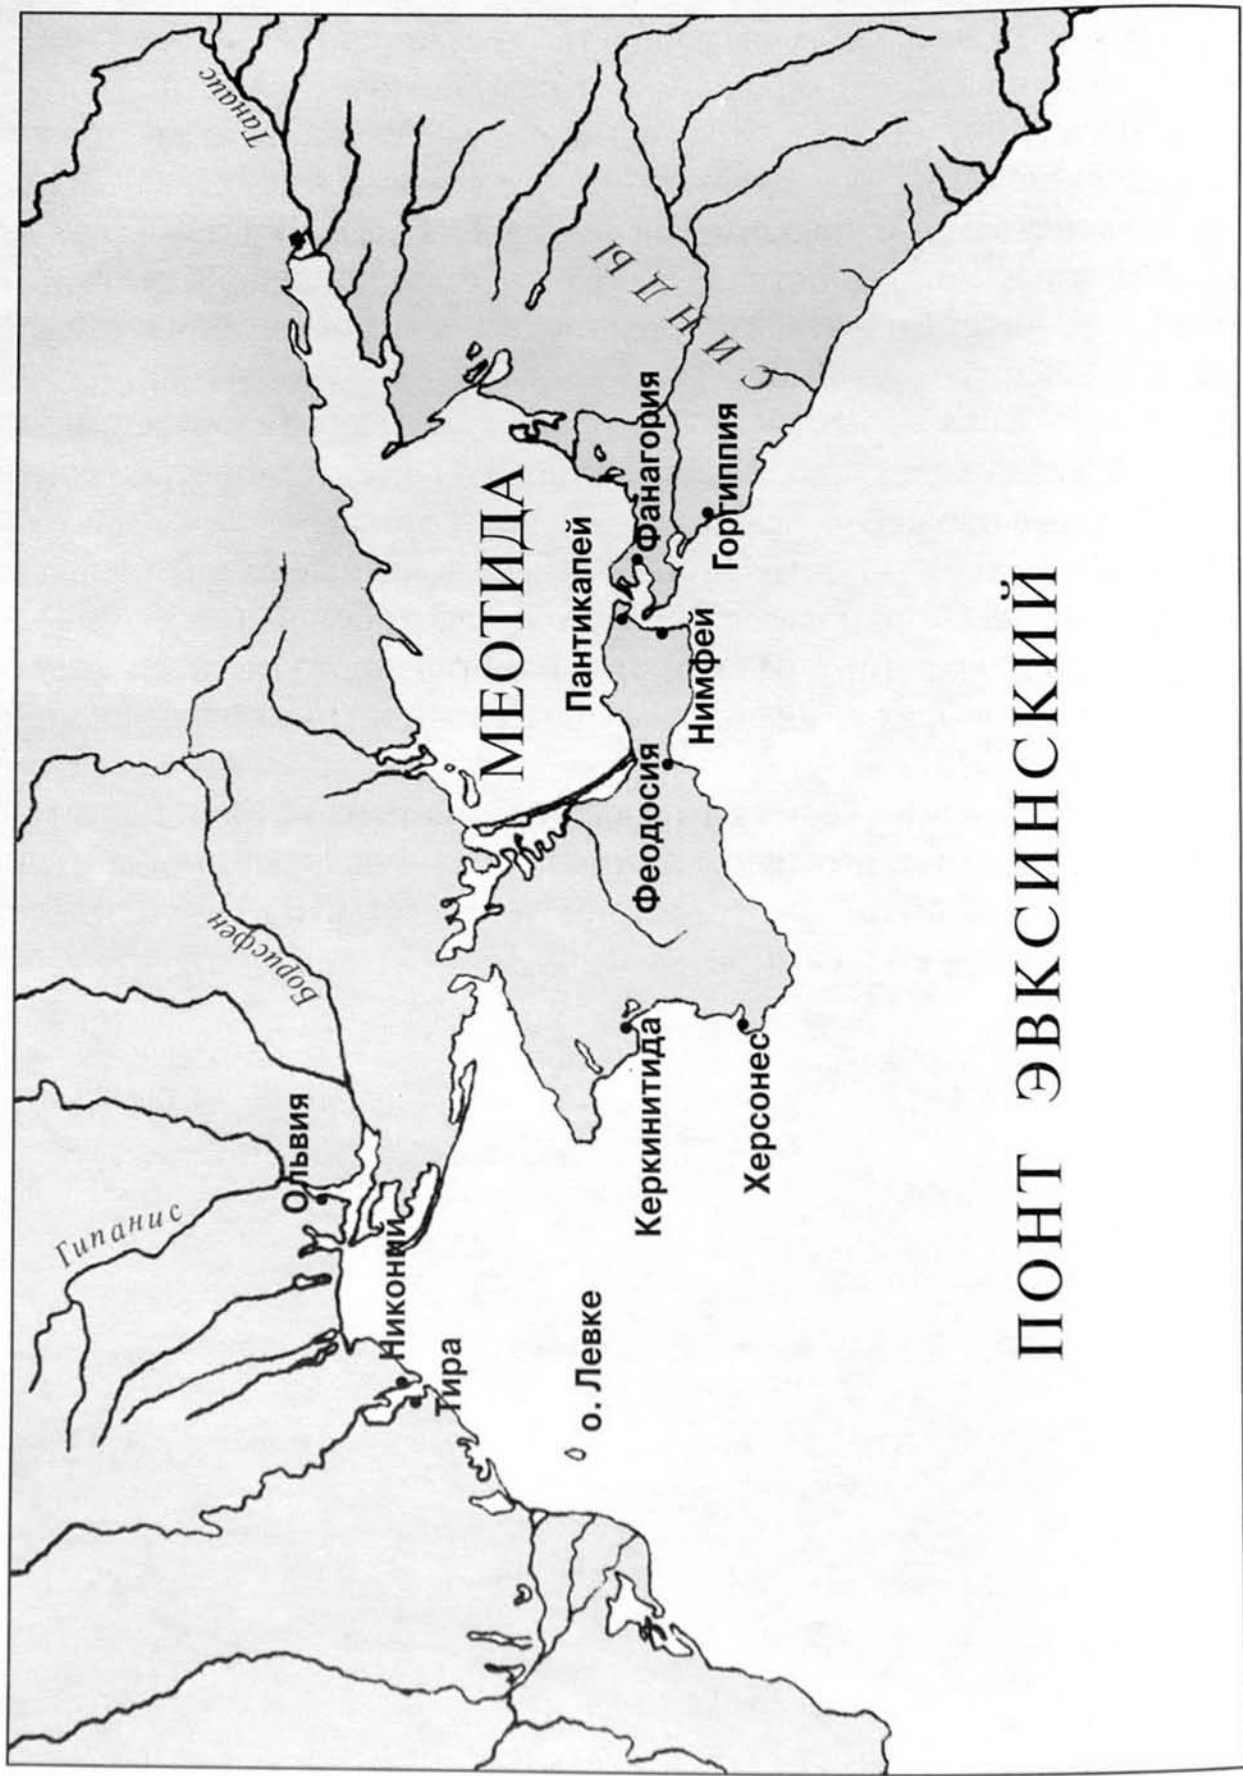 Танаис
Борисфен
Гипанис
Ольвия
Никоний
Тира
о. Левке
МЕОТИДА
Пантикапей
Фанагория
СИНДЫ
Горгиппия
Нимфей
Феодосия
Керкинитида
Херсонес
ПОНТ ЭВКСИНСКИЙ